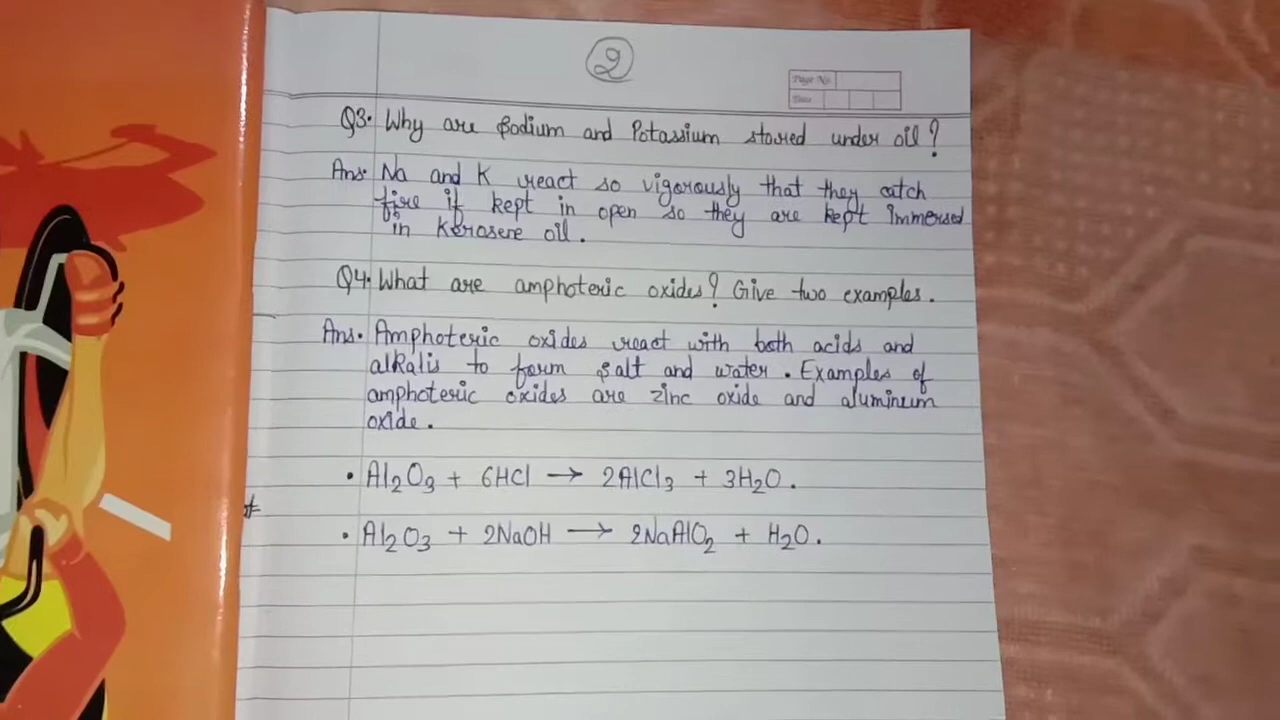 2
Page No.
Date
Q3. Why are Sodium and Potassium stored under oil?
Ans. Na and K react so vigorously that they catch
fire if kept in open so they are kept immersed
in Kerosene oil.
Q4. What are amphoteric oxides? Give two examples.
Ans. Amphoteric oxides react with both acids and
alkalis to form salt and water. Examples of
amphoteric oxides are zinc oxide and aluminium
oxide.
• Al₂O₃ + 6HCl → 2AlCl₃ + 3H₂O.
• Al₂O₃ + 2NaOH → 2NaAlO₂ + H₂O.